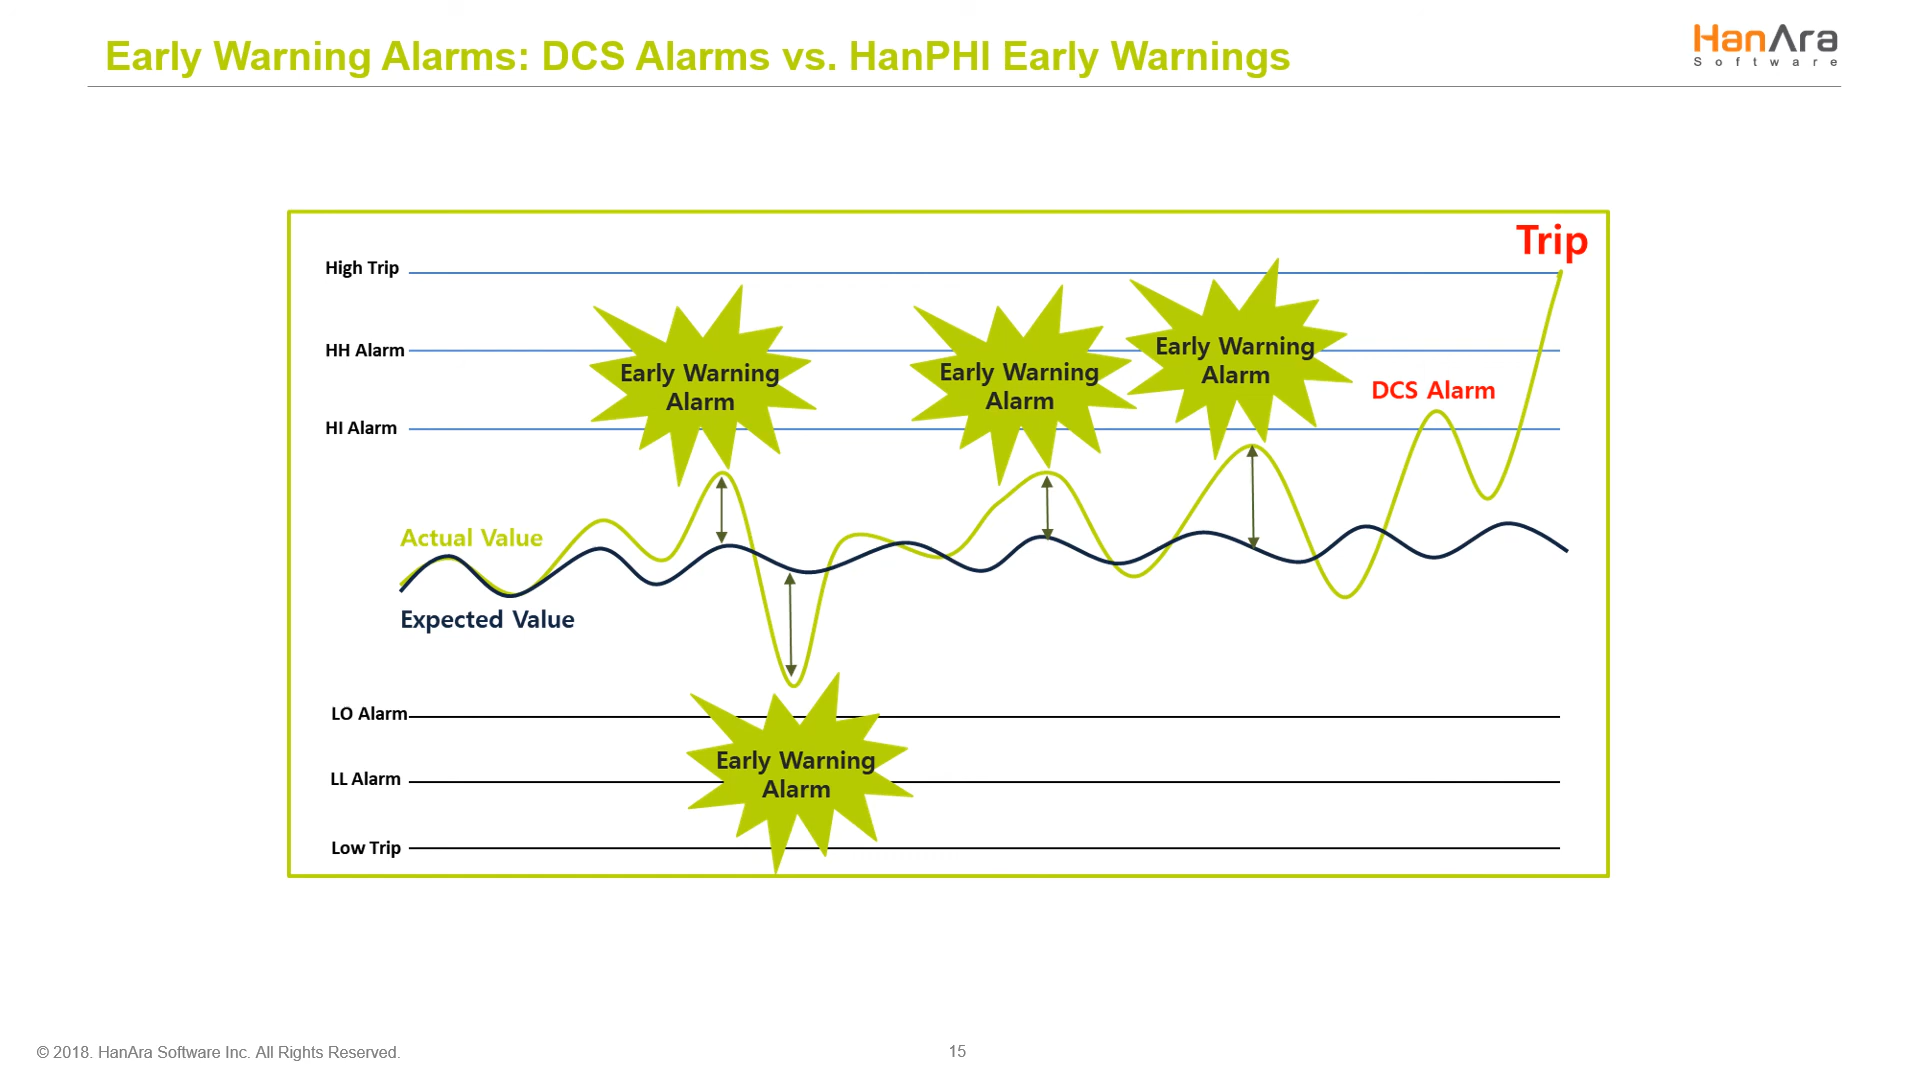 Early Warning Alarms: DCS Alarms vs. HanPHI Early Warnings
HanAra
Software
Trip
High Trip
HH Alarm
Early Warning
Alarm
Early Warning
Alarm
Early Warning
Alarm
DCS Alarm
HI Alarm
Actual Value
Expected Value
LO Alarm
LL Alarm
Early Warning
Alarm
Low Trip
© 2018. HanAra Software Inc. All Rights Reserved.
15